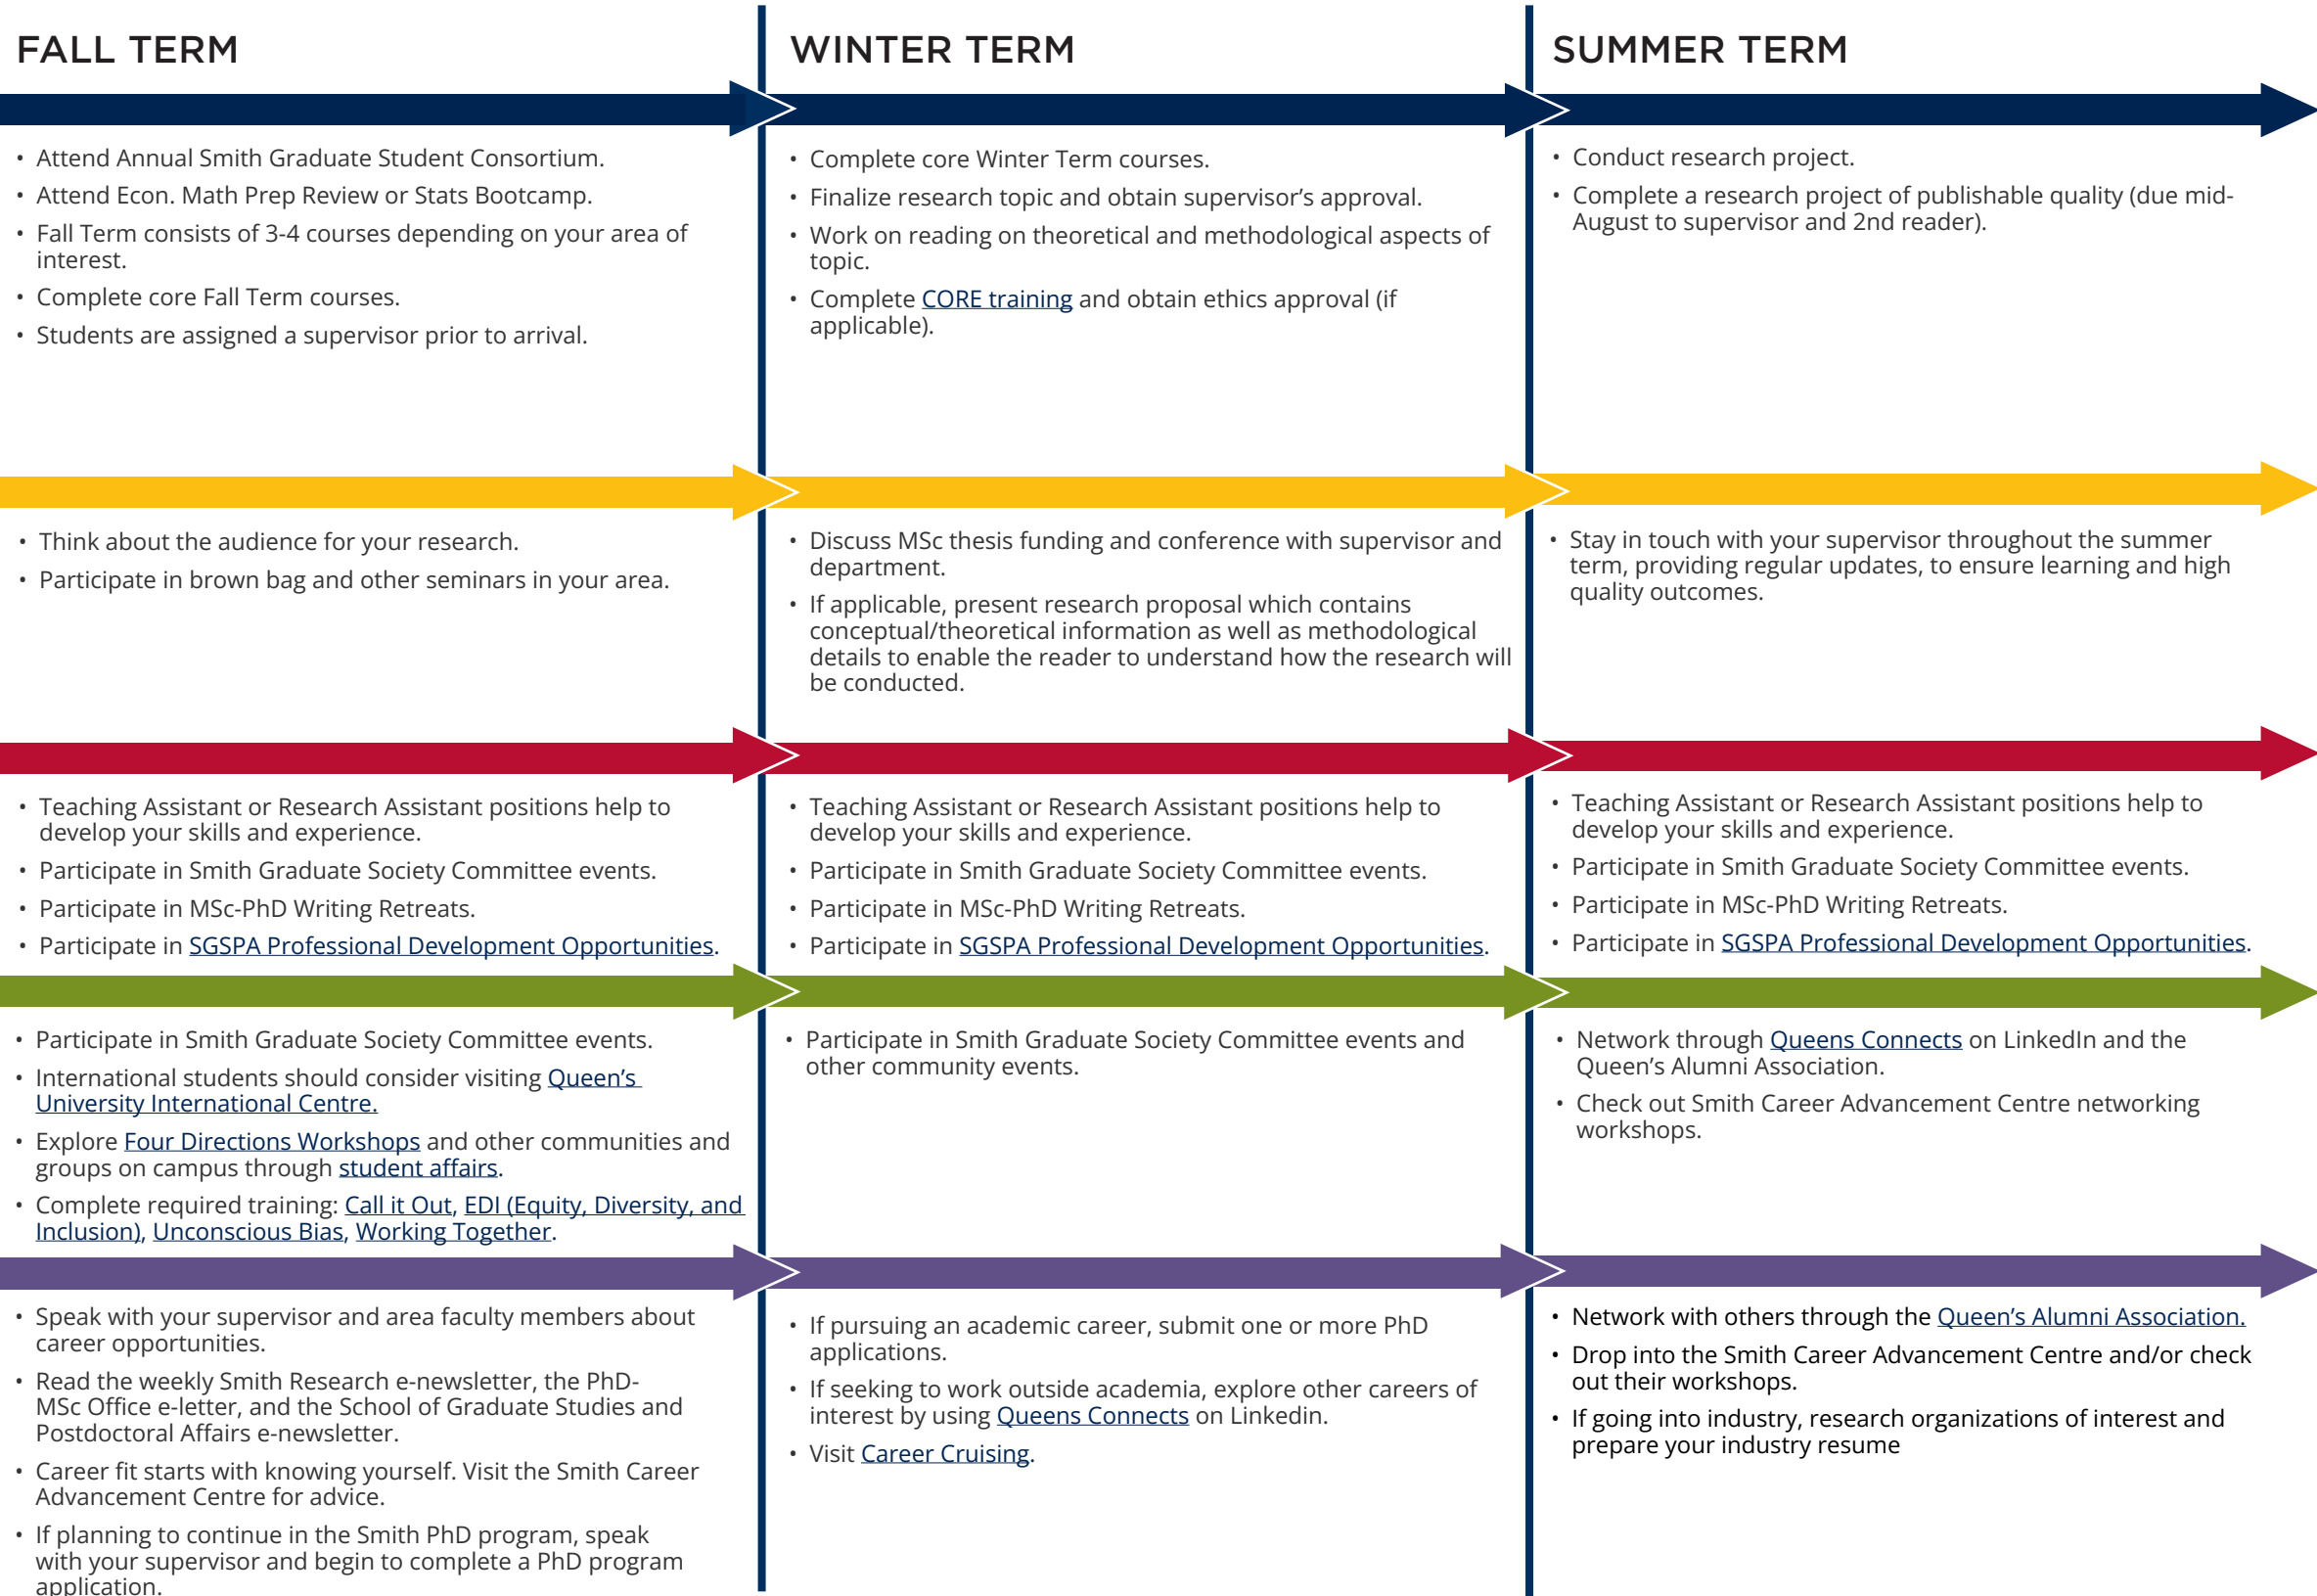 FALL TERM
WINTER TERM
SUMMER TERM
• Attend Annual Smith Graduate Student Consortium.
• Attend Econ. Math Prep Review or Stats Bootcamp.
• Fall Term consists of 3-4 courses depending on your area of
interest.
• Complete core Fall Term courses.
• Students are assigned a supervisor prior to arrival.
• Complete core Winter Term courses.
• Finalize research topic and obtain supervisor’s approval.
• Work on reading on theoretical and methodological aspects of
topic.
• Complete CORE training and obtain ethics approval (if
applicable).
• Conduct research project.
• Complete a research project of publishable quality (due mid-
August to supervisor and 2nd reader).
• Think about the audience for your research.
• Participate in brown bag and other seminars in your area.
• Discuss MSc thesis funding and conference with supervisor and
department.
• If applicable, present research proposal which contains
conceptual/theoretical information as well as methodological
details to enable the reader to understand how the research will
be conducted.
• Stay in touch with your supervisor throughout the summer
term, providing regular updates, to ensure learning and high
quality outcomes.
• Teaching Assistant or Research Assistant positions help to
develop your skills and experience.
• Participate in Smith Graduate Society Committee events.
• Participate in MSc-PhD Writing Retreats.
• Participate in SGSPA Professional Development Opportunities.
• Teaching Assistant or Research Assistant positions help to
develop your skills and experience.
• Participate in Smith Graduate Society Committee events.
• Participate in MSc-PhD Writing Retreats.
• Participate in SGSPA Professional Development Opportunities.
• Teaching Assistant or Research Assistant positions help to
develop your skills and experience.
• Participate in Smith Graduate Society Committee events.
• Participate in MSc-PhD Writing Retreats.
• Participate in SGSPA Professional Development Opportunities.
• Participate in Smith Graduate Society Committee events.
• International students should consider visiting Queen’s
University International Centre.
• Explore Four Directions Workshops and other communities and
groups on campus through student affairs.
• Complete required training: Call it Out, EDI (Equity, Diversity, and
Inclusion), Unconscious Bias, Working Together.
• Participate in Smith Graduate Society Committee events and
other community events.
• Network through Queens Connects on LinkedIn and the
Queen’s Alumni Association.
• Check out Smith Career Advancement Centre networking
workshops.
• Speak with your supervisor and area faculty members about
career opportunities.
• Read the weekly Smith Research e-newsletter, the PhD-
MSc Office e-letter, and the School of Graduate Studies and
Postdoctoral Affairs e-newsletter.
• Career fit starts with knowing yourself. Visit the Smith Career
Advancement Centre for advice.
• If planning to continue in the Smith PhD program, speak
with your supervisor and begin to complete a PhD program
application.
• If pursuing an academic career, submit one or more PhD
applications.
• If seeking to work outside academia, explore other careers of
interest by using Queens Connects on Linkedin.
• Visit Career Cruising.
• Network with others through the Queen’s Alumni Association.
• Drop into the Smith Career Advancement Centre and/or check
out their workshops.
• If going into industry, research organizations of interest and
prepare your industry resume